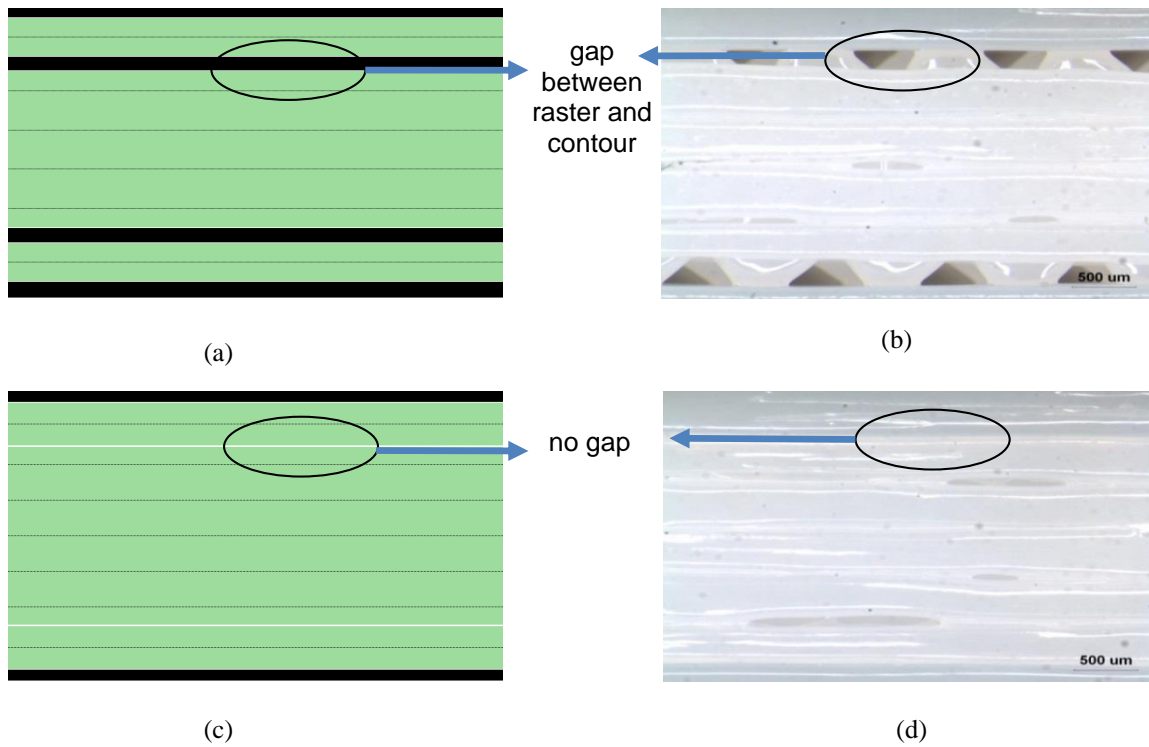 gap
between
raster and
contour
500 um
(a)
(b)
no gap
500 um
(c)
(d)